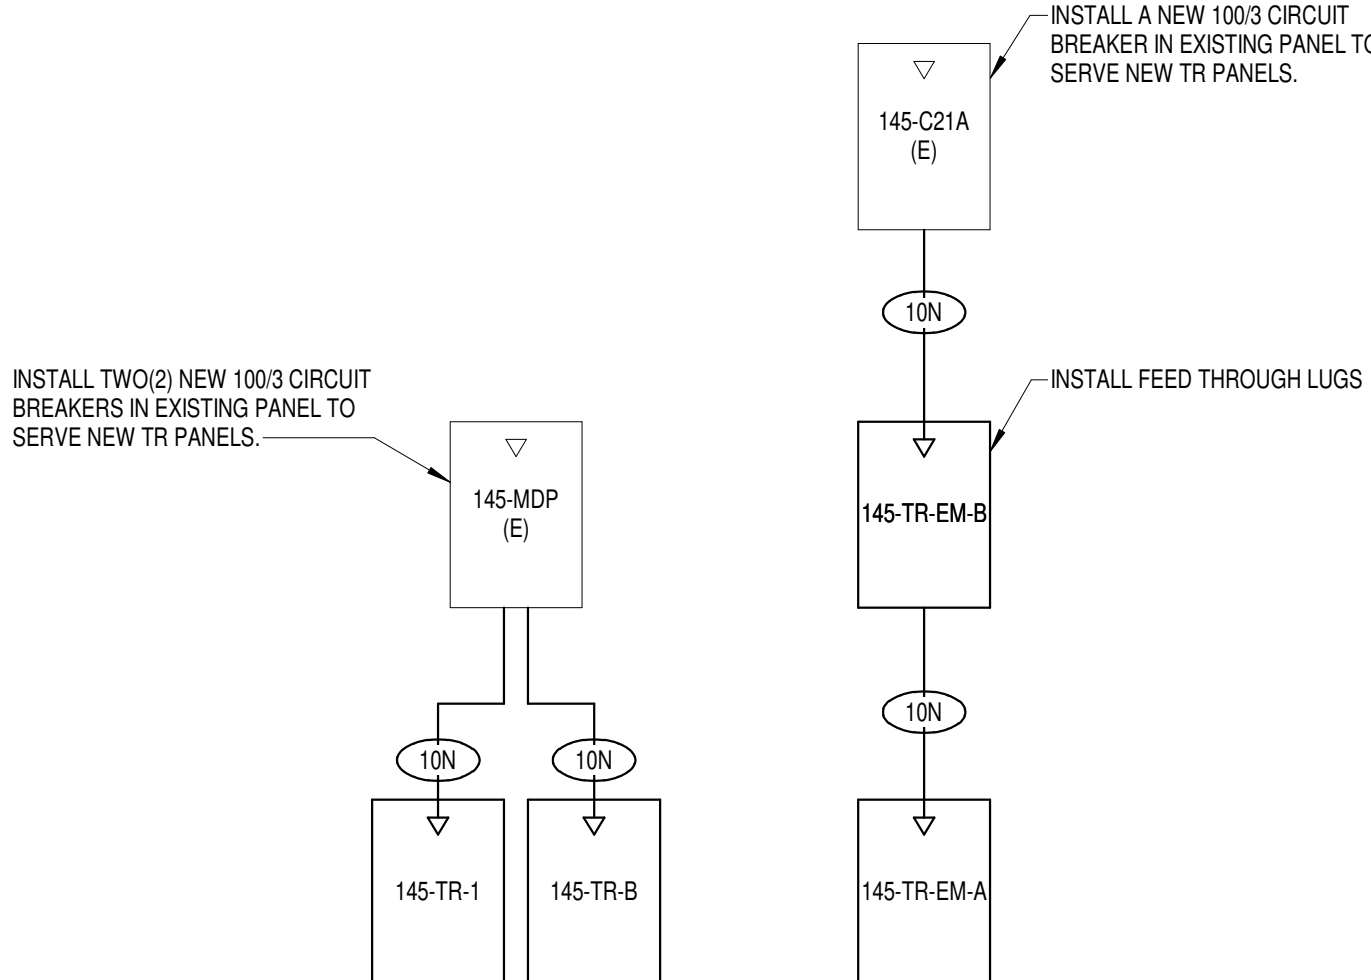 INSTALL A NEW 100/3 CIRCUIT
BREAKER IN EXISTING PANEL TO
SERVE NEW TR PANELS.
145-C21A
(E)
10N
INSTALL FEED THROUGH LUGS
145-TR-EM-B
10N
145-TR-EM-A
INSTALL TWO(2) NEW 100/3 CIRCUIT
BREAKERS IN EXISTING PANEL TO
SERVE NEW TR PANELS.
145-MDP
(E)
10N
10N
145-TR-1
145-TR-B